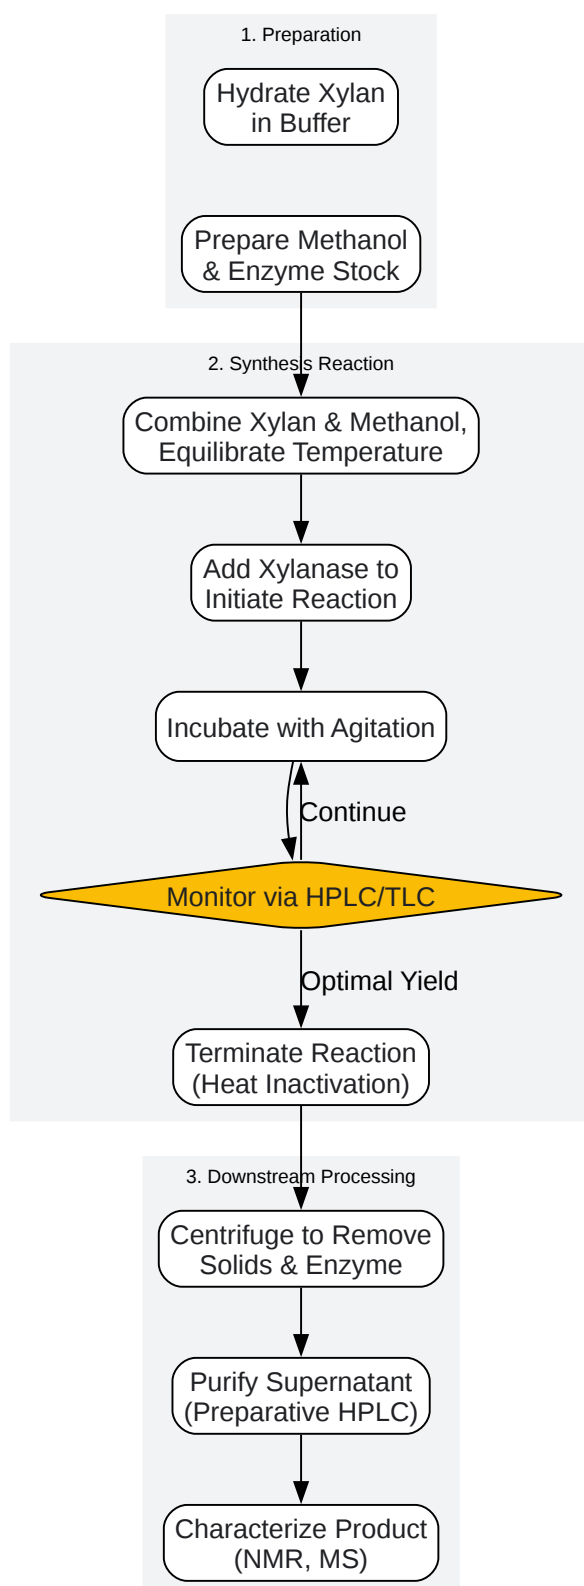 1. Preparation
Hydrate Xylan
in Buffer
Prepare Methanol
& Enzyme Stock
2. Synthesis Reaction
Combine Xylan & Methanol,
Equilibrate Temperature
Add Xylanase to
Initiate Reaction
Incubate with Agitation
Continue
Monitor via HPLC/TLC
Optimal Yield
Terminate Reaction
(Heat Inactivation)
3. Downstream Processing
Centrifuge to Remove
Solids & Enzyme
Purify Supernatant
(Preparative HPLC)
Characterize Product
(NMR, MS)